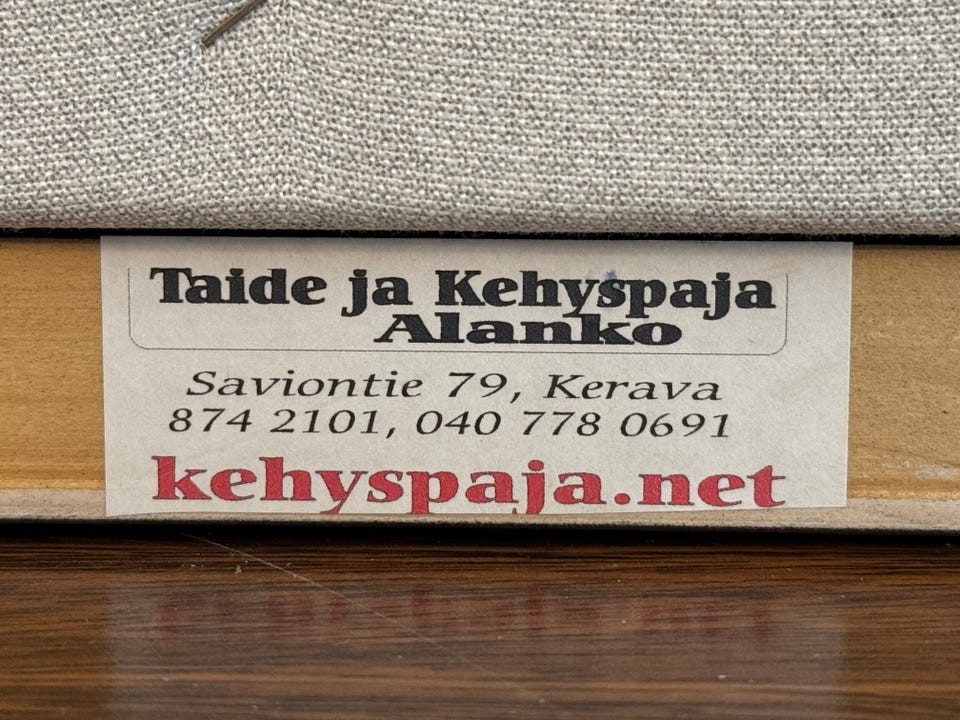 Taide ja Kehyspaja
Alanko
Saviontie 79, Kerava
874 2101, 040 778 0691
kehyspaja.net